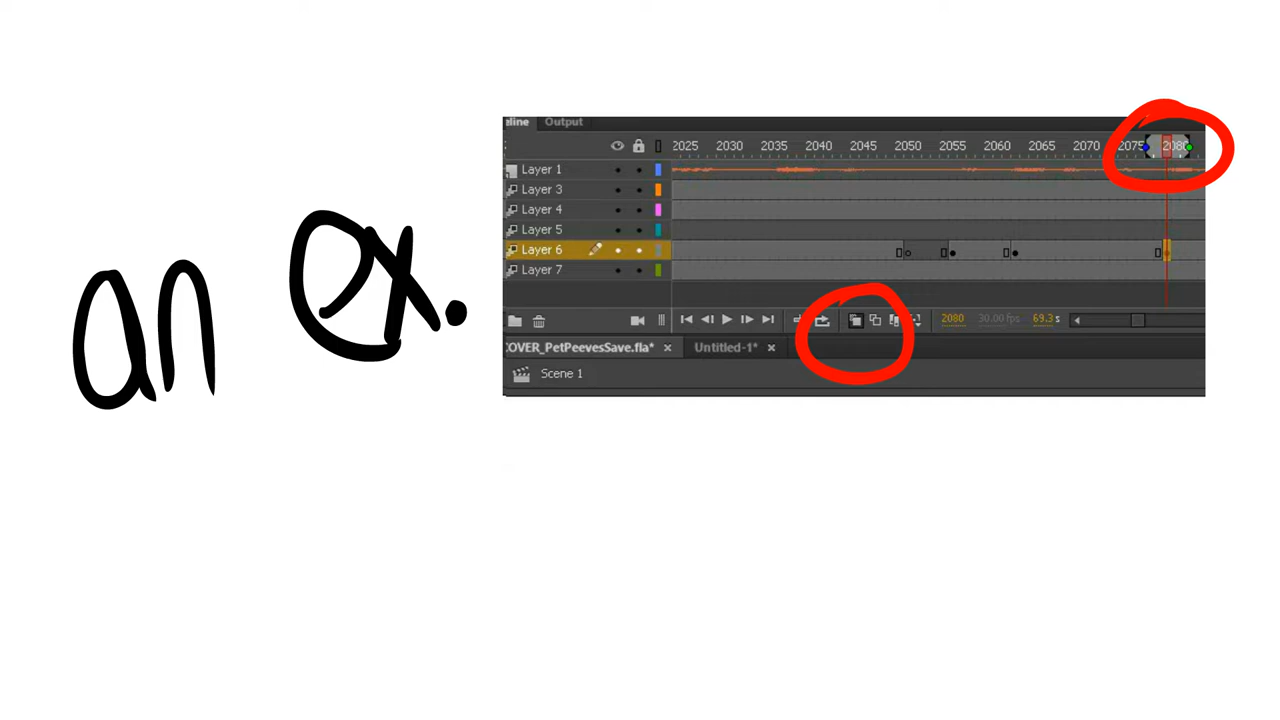 an ex.
eline Output
2025 2030 2035 2040 2045 2050 2055 2060 2065 2070 2075 2080
Layer 1
Layer 3
Layer 4
Layer 5
Layer 6
Layer 7
2080 30.00 fps 69.3 s
COVER_PetPeevesSave.fla* × Untitled-1* ×
Scene 1